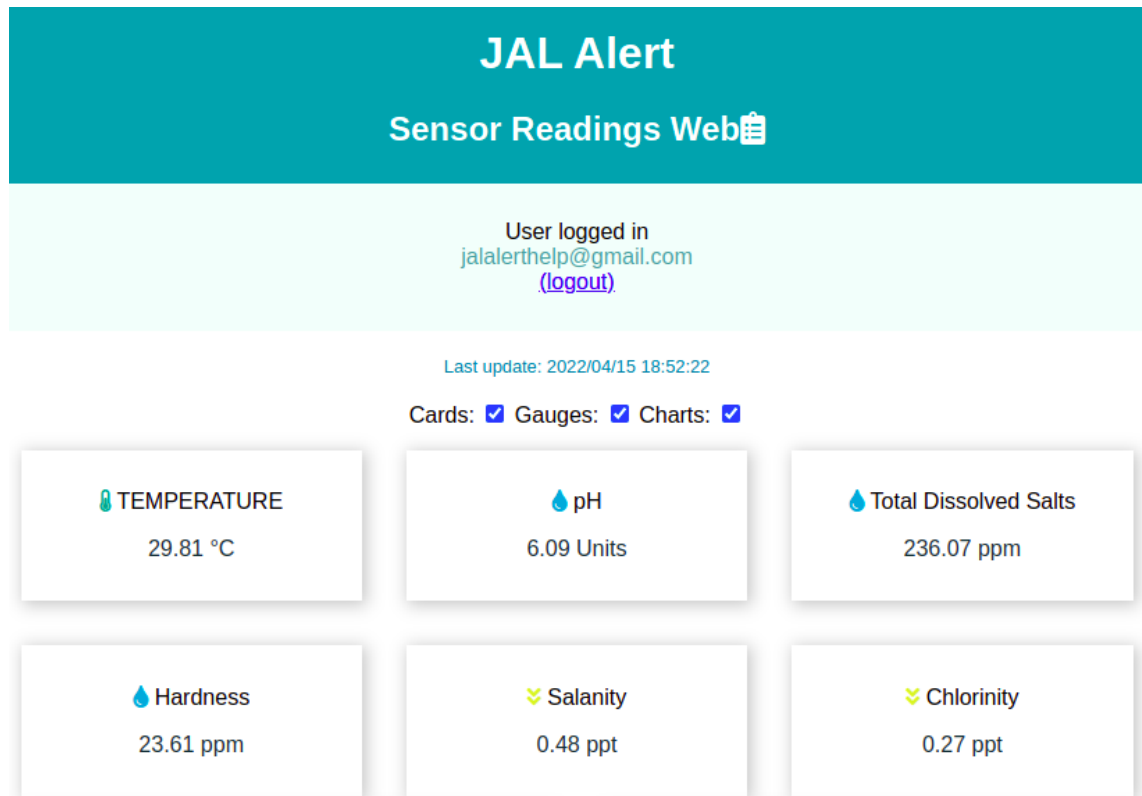 JAL Alert
Sensor Readings Web
User logged in
jalalerthelp@gmail.com
(logout)
Last update: 2022/04/15 18:52:22
Cards: Gauges: Charts:
TEMPERATURE
29.81 °C
pH
6.09 Units
Total Dissolved Salts
236.07 ppm
Hardness
23.61 ppm
Salanity
0.48 ppt
Chlorinity
0.27 ppt